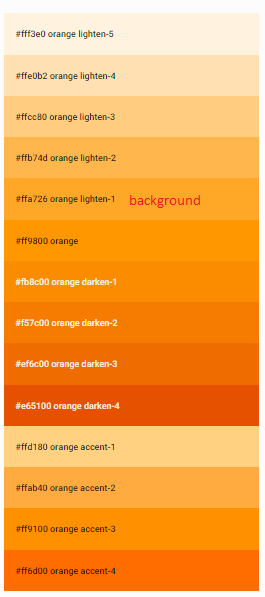 #fff3e0 orange lighten-5
#ffe0b2 orange lighten-4
#ffcc80 orange lighten-3
#ffb74d orange lighten-2
#ffa726 orange lighten-1 background
#ff9800 orange
#fb8c00 orange darken-1
#f57c00 orange darken-2
#ef6c00 orange darken-3
#e65100 orange darken-4
#ffd180 orange accent-1
#ffab40 orange accent-2
#ff9100 orange accent-3
#ff6d00 orange accent-4